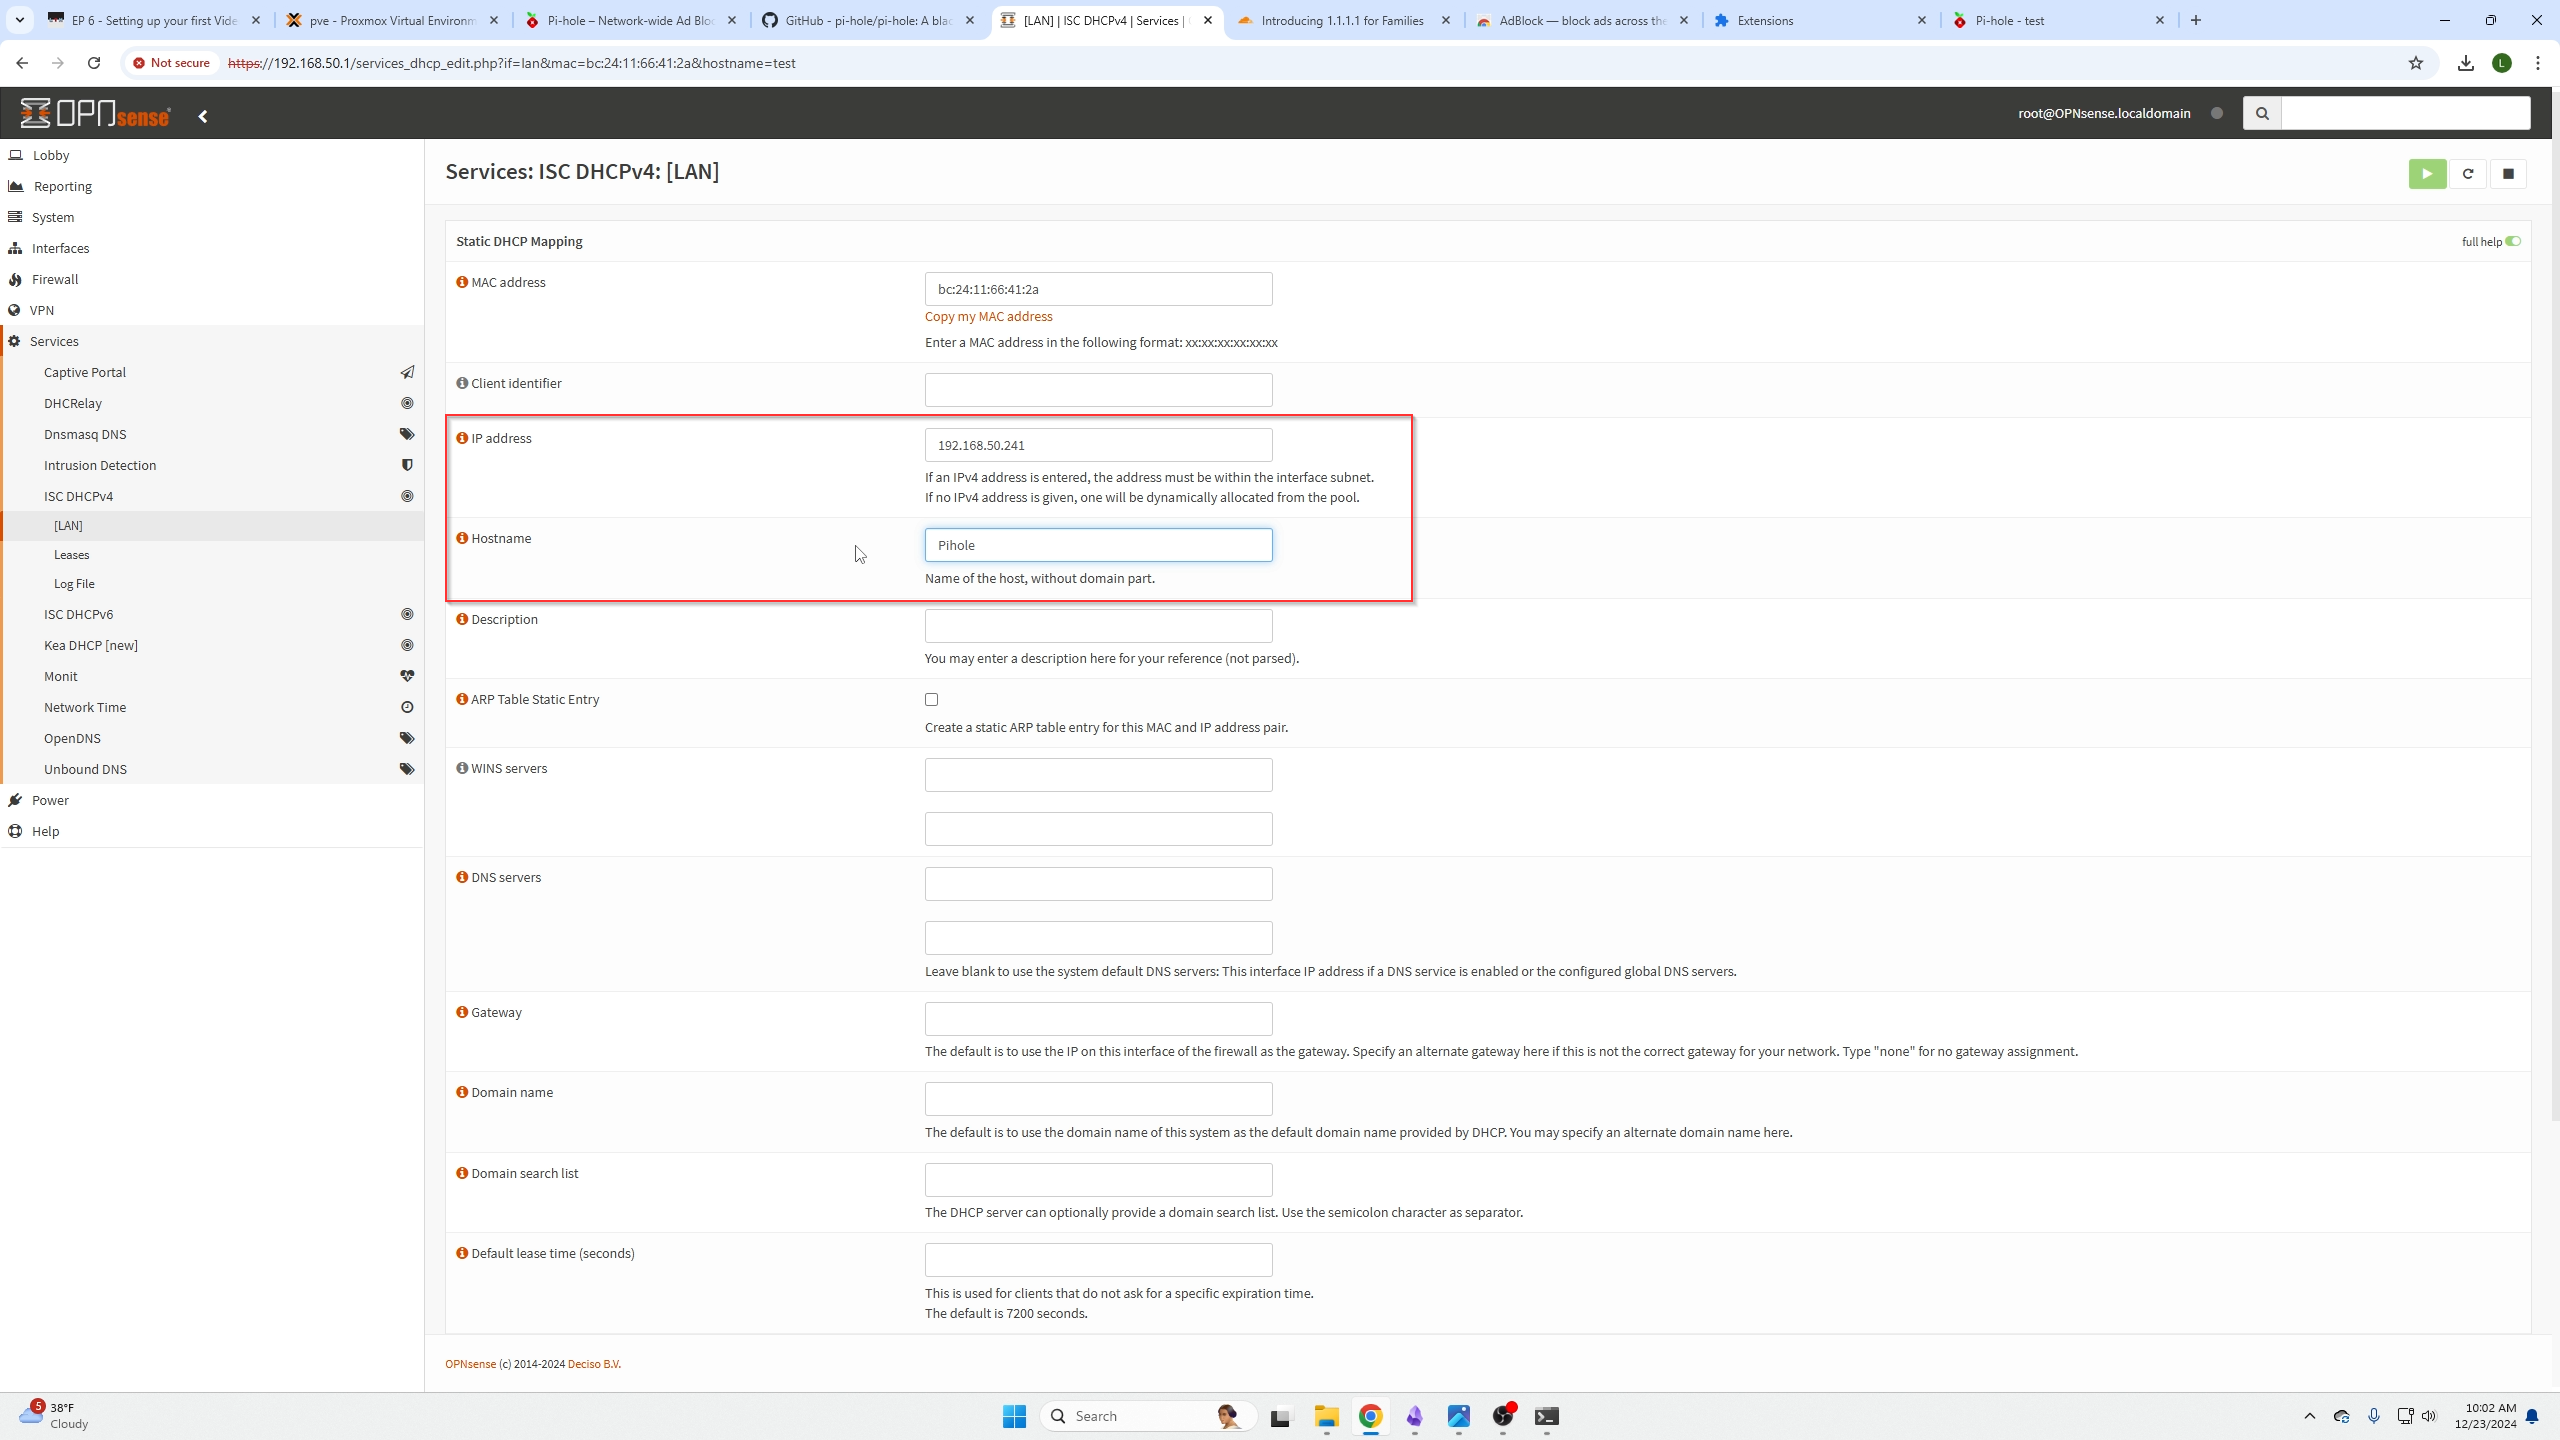 EP 6 - Setting up your first Vide
pve - Proxmox Virtual Environm
Pi-hole – Network-wide Ad Bloc
GitHub - pi-hole/pi-hole: A blac
[LAN] | ISC DHCPv4 | Services |
Introducing 1.1.1.1 for Families
AdBlock — block ads across the
Extensions
Pi-hole - test
Not secure
https://192.168.50.1/services_dhcp_edit.php?if=lan&mac=bc:24:11:66:41:2a&hostname=test
L
OPNsense
root@OPNsense.localdomain
Lobby
Reporting
System
Interfaces
Firewall
VPN
Services
Captive Portal
DHCRelay
Dnsmasq DNS
Intrusion Detection
ISC DHCPv4
[LAN]
Leases
Log File
ISC DHCPv6
Kea DHCP [new]
Monit
Network Time
OpenDNS
Unbound DNS
Power
Help
Services: ISC DHCPv4: [LAN]
Static DHCP Mapping
full help
MAC address
bc:24:11:66:41:2a
Copy my MAC address
Enter a MAC address in the following format: xx:xx:xx:xx:xx:xx
Client identifier
IP address
192.168.50.241
If an IPv4 address is entered, the address must be within the interface subnet.
If no IPv4 address is given, one will be dynamically allocated from the pool.
Hostname
Pihole
Name of the host, without domain part.
Description
You may enter a description here for your reference (not parsed).
ARP Table Static Entry
Create a static ARP table entry for this MAC and IP address pair.
WINS servers
DNS servers
Leave blank to use the system default DNS servers: This interface IP address if a DNS service is enabled or the configured global DNS servers.
Gateway
The default is to use the IP on this interface of the firewall as the gateway. Specify an alternate gateway here if this is not the correct gateway for your network. Type "none" for no gateway assignment.
Domain name
The default is to use the domain name of this system as the default domain name provided by DHCP. You may specify an alternate domain name here.
Domain search list
The DHCP server can optionally provide a domain search list. Use the semicolon character as separator.
Default lease time (seconds)
This is used for clients that do not ask for a specific expiration time.
The default is 7200 seconds.
OPNsense (c) 2014-2024 Deciso B.V.
5
38°F
Cloudy
Search
10:02 AM
12/23/2024